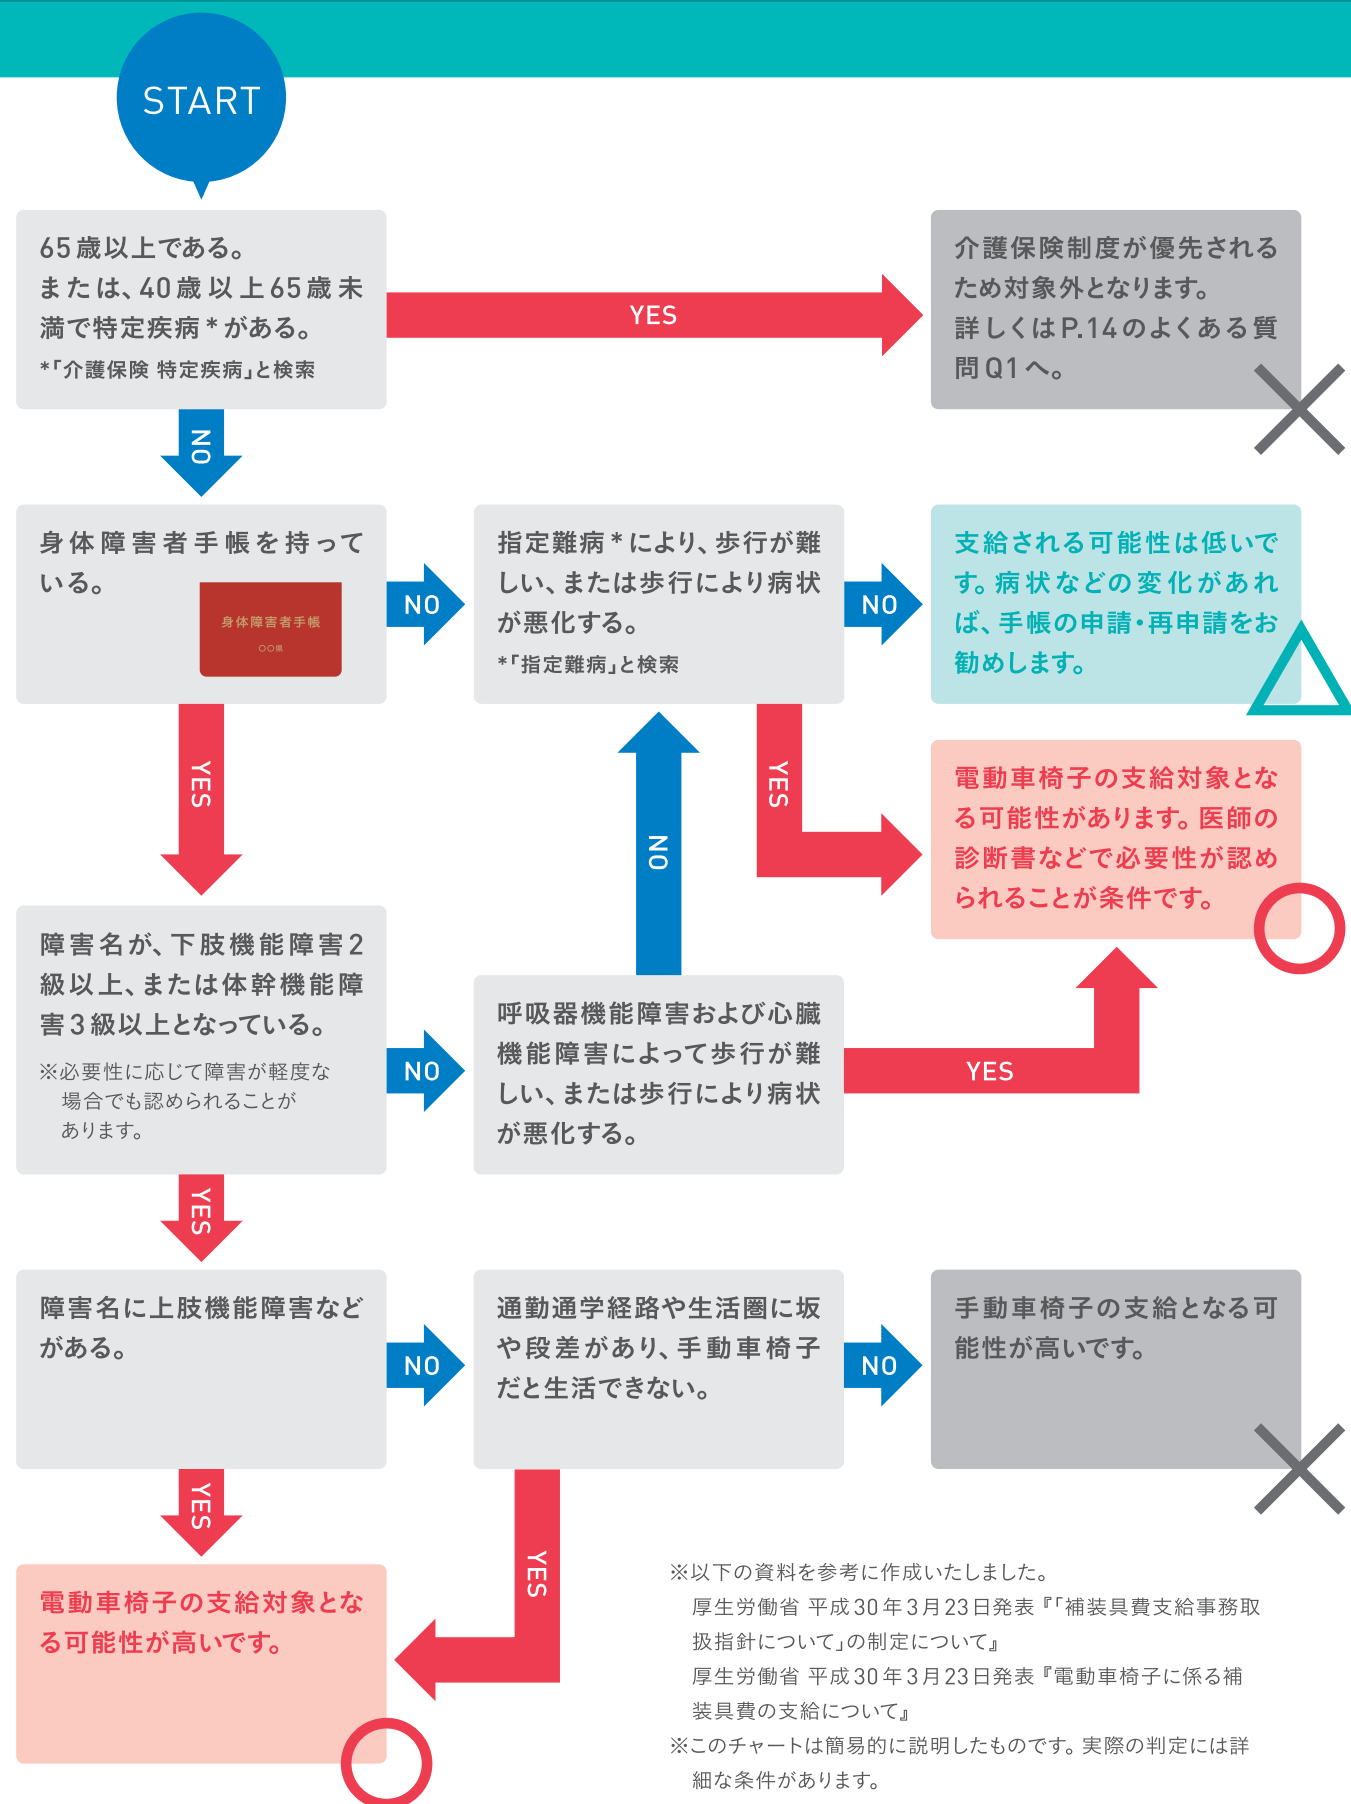 START
65歳以上である。
または、40歳以上65歳未
満で特定疾病*がある。
*「介護保険 特定疾病」と検索
YES
介護保険制度が優先される
ため対象外となります。
詳しくはP.14のよくある質
問Q1へ。
NO
身体障害者手帳を持って
いる。
身体障害者手帳
〇〇県
NO
指定難病*により、歩行が難
しい、または歩行により病状
が悪化する。
*「指定難病」と検索
NO
支給される可能性は低いで
す。病状などの変化があれ
ば、手帳の申請・再申請をお
勧めします。
YES
YES
NO
電動車椅子の支給対象とな
る可能性があります。医師の
診断書などで必要性が認め
られることが条件です。
障害名が、下肢機能障害2
級以上、または体幹機能障
害3級以上となっている。
※必要性に応じて障害が軽度な
場合でも認められることが
あります。
NO
呼吸器機能障害および心臓
機能障害によって歩行が難
しい、または歩行により病状
が悪化する。
YES
YES
障害名に上肢機能障害など
がある。
NO
通勤通学経路や生活圏に坂
や段差があり、手動車椅子
だと生活できない。
NO
手動車椅子の支給となる可
能性が高いです。
YES
YES
電動車椅子の支給対象とな
る可能性が高いです。
※以下の資料を参考に作成いたしました。
厚生労働省 平成30年3月23日発表『「補装具費支給事務取
扱指針について」の制定について』
厚生労働省 平成30年3月23日発表『電動車椅子に係る補
装具費の支給について』
※このチャートは簡易的に説明したものです。実際の判定には詳
細な条件があります。